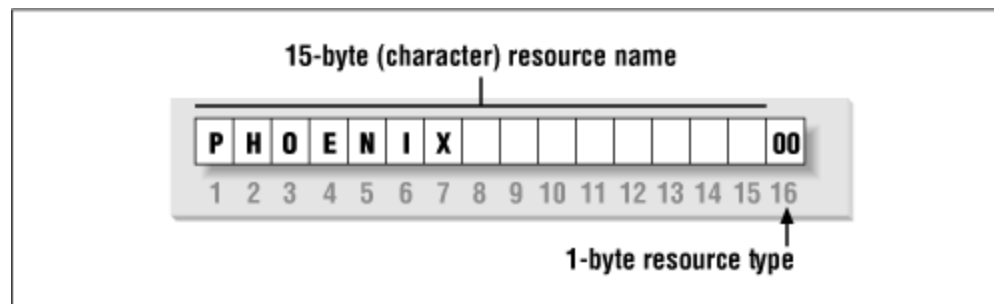 15-byte (character) resource name
P H O E N I X 00
1 2 3 4 5 6 7 8 9 10 11 12 13 14 15 16
1-byte resource type